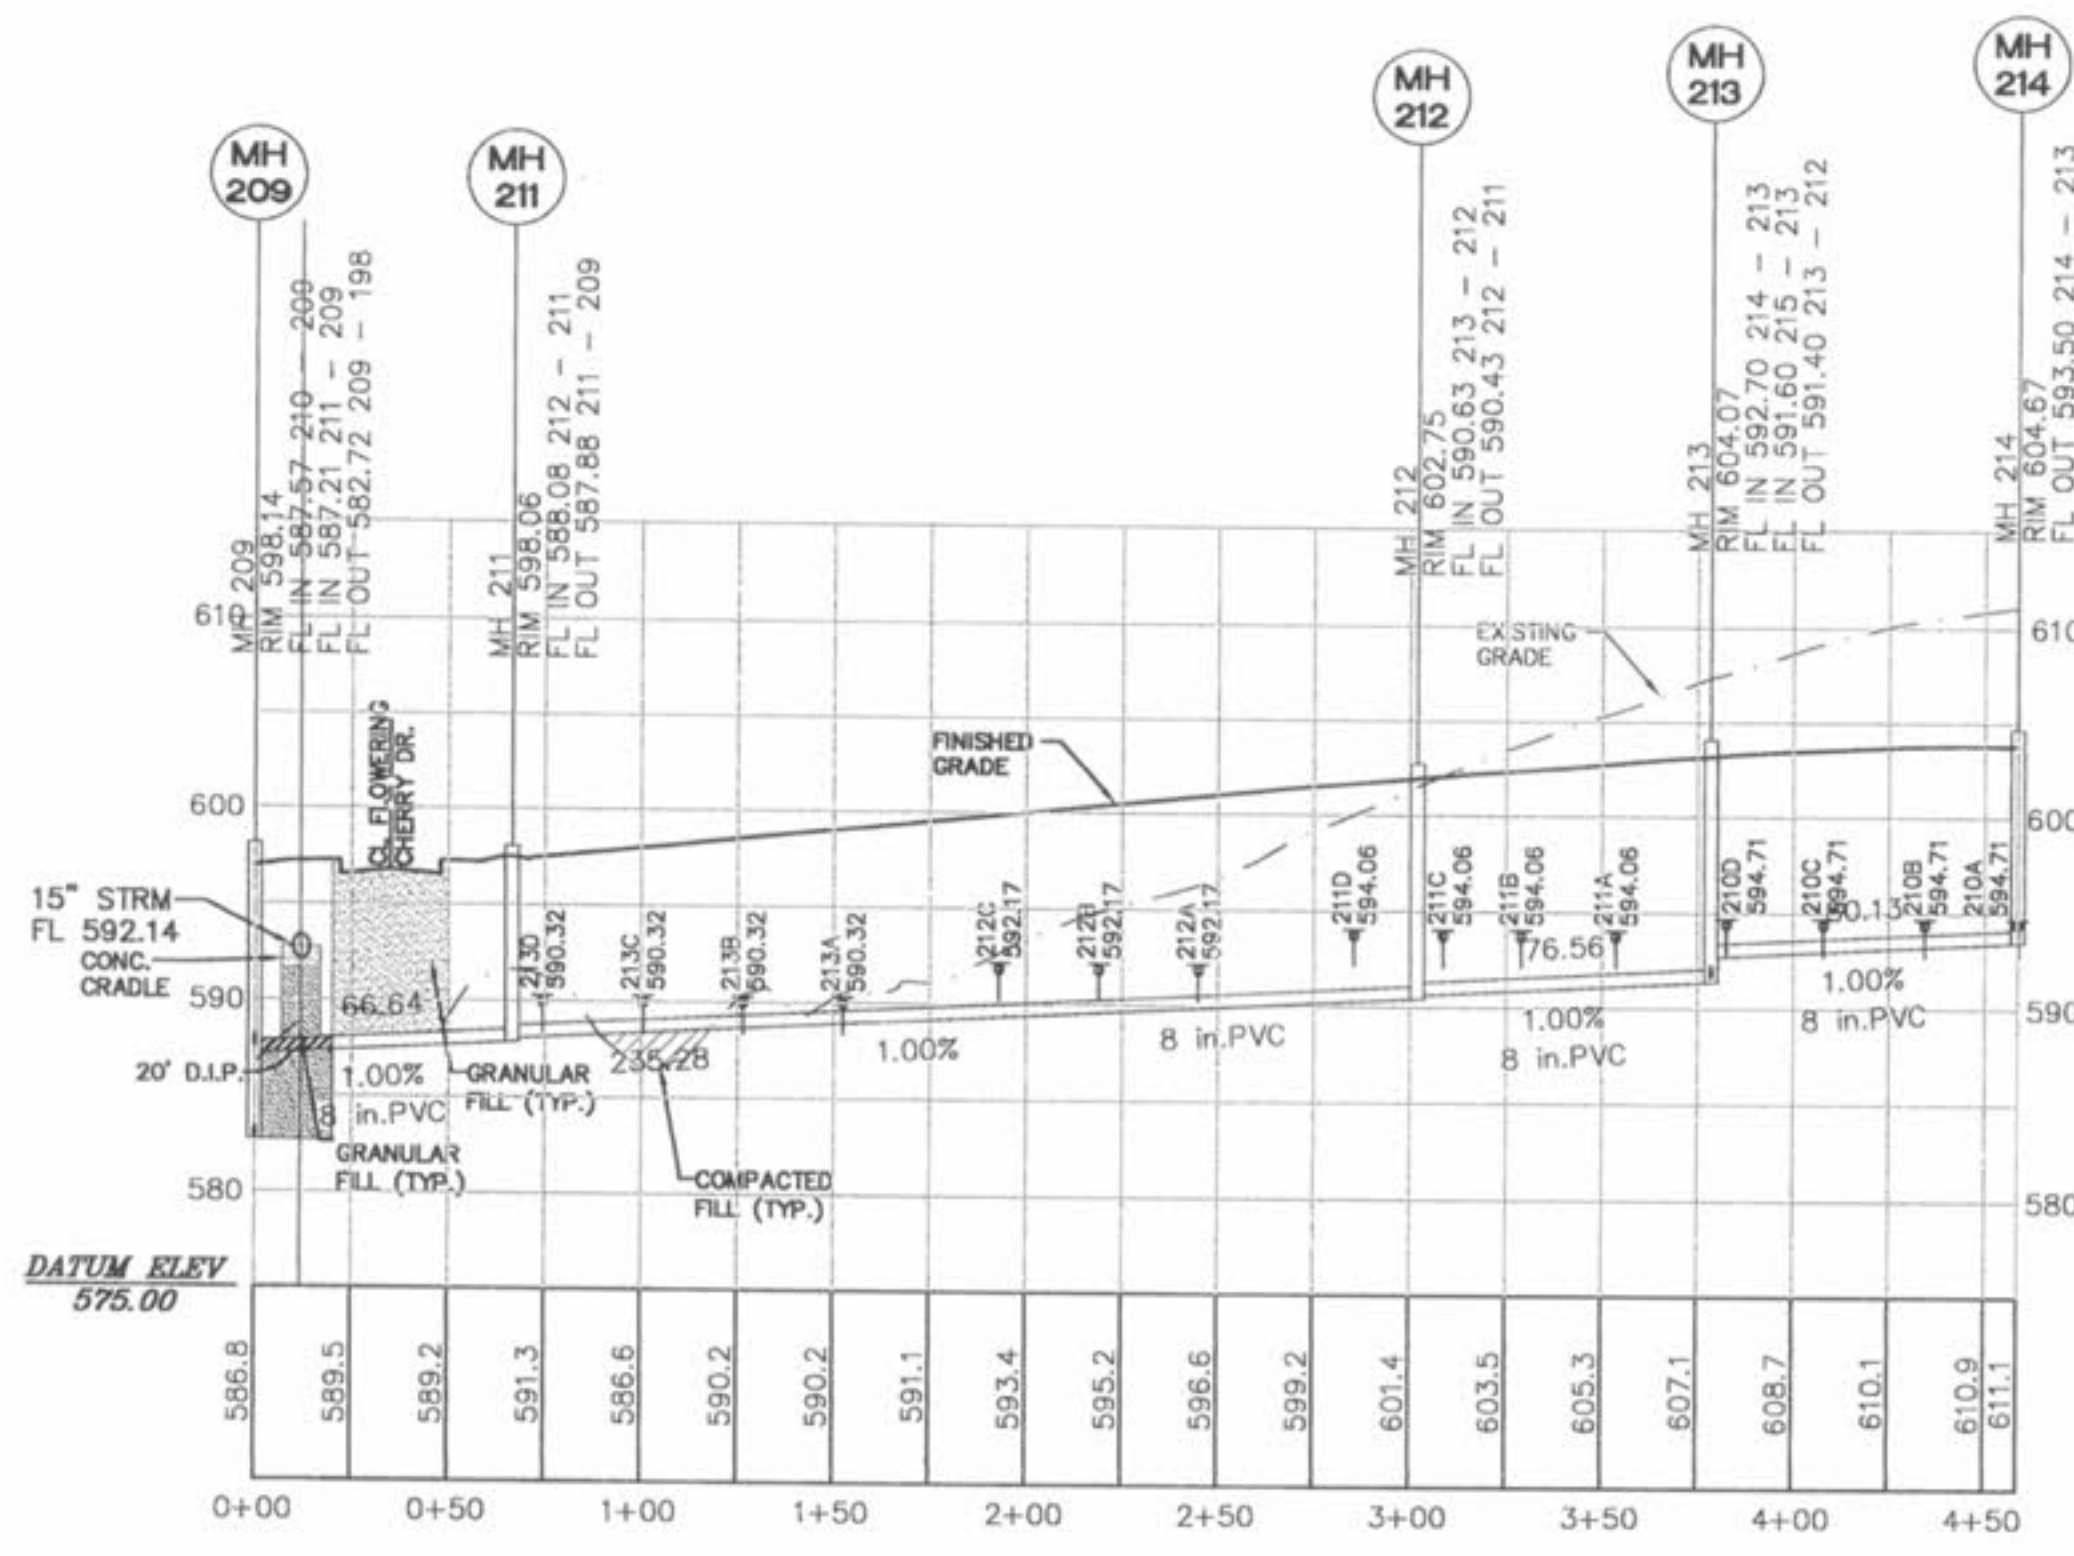 MH
209
MH
211
MH
212
MH
213
MH
214
MH 209
RIM 598.14
FL IN 587.57 210 - 209
FL IN 587.21 211 - 209
FL OUT 582.72 209 - 198
MH 211
RIM 598.06
FL IN 588.08 212 - 211
FL OUT 587.88 211 - 209
MH 212
RIM 602.75
FL IN 590.63 213 - 212
FL OUT 590.43 212 - 211
MH 213
RIM 604.07
FL IN 592.70 214 - 213
FL IN 591.60 215 - 213
FL OUT 591.40 213 - 212
MH 214
RIM 604.67
FL OUT 593.50 214 - 213
610
610
EXISTING
GRADE
CL FLOWERING
CHERRY DR.
FINISHED
GRADE
600
600
15" STRM
FL 592.14
CONC.
CRADLE
213D
590.32
213C
590.32
213B
590.32
213A
590.32
212C
592.17
212B
592.17
212A
592.17
211D
594.06
211C
594.06
211B
594.06
211A
594.06
210D
594.71
210C
594.71
210B
594.71
210A
594.71
590
66.64
235.28
76.56
80.13
590
20' D.I.P.
1.00%
8 in.PVC
GRANULAR
FILL (TYP.)
1.00%
8 in.PVC
1.00%
8 in.PVC
1.00%
8 in.PVC
GRANULAR
FILL (TYP.)
COMPACTED
FILL (TYP.)
580
580
DATUM ELEV
575.00
586.8
589.5
589.2
591.3
586.6
590.2
590.2
591.1
593.4
595.2
596.6
599.2
601.4
603.5
605.3
607.1
608.7
610.1
610.9
611.1
0+00
0+50
1+00
1+50
2+00
2+50
3+00
3+50
4+00
4+50